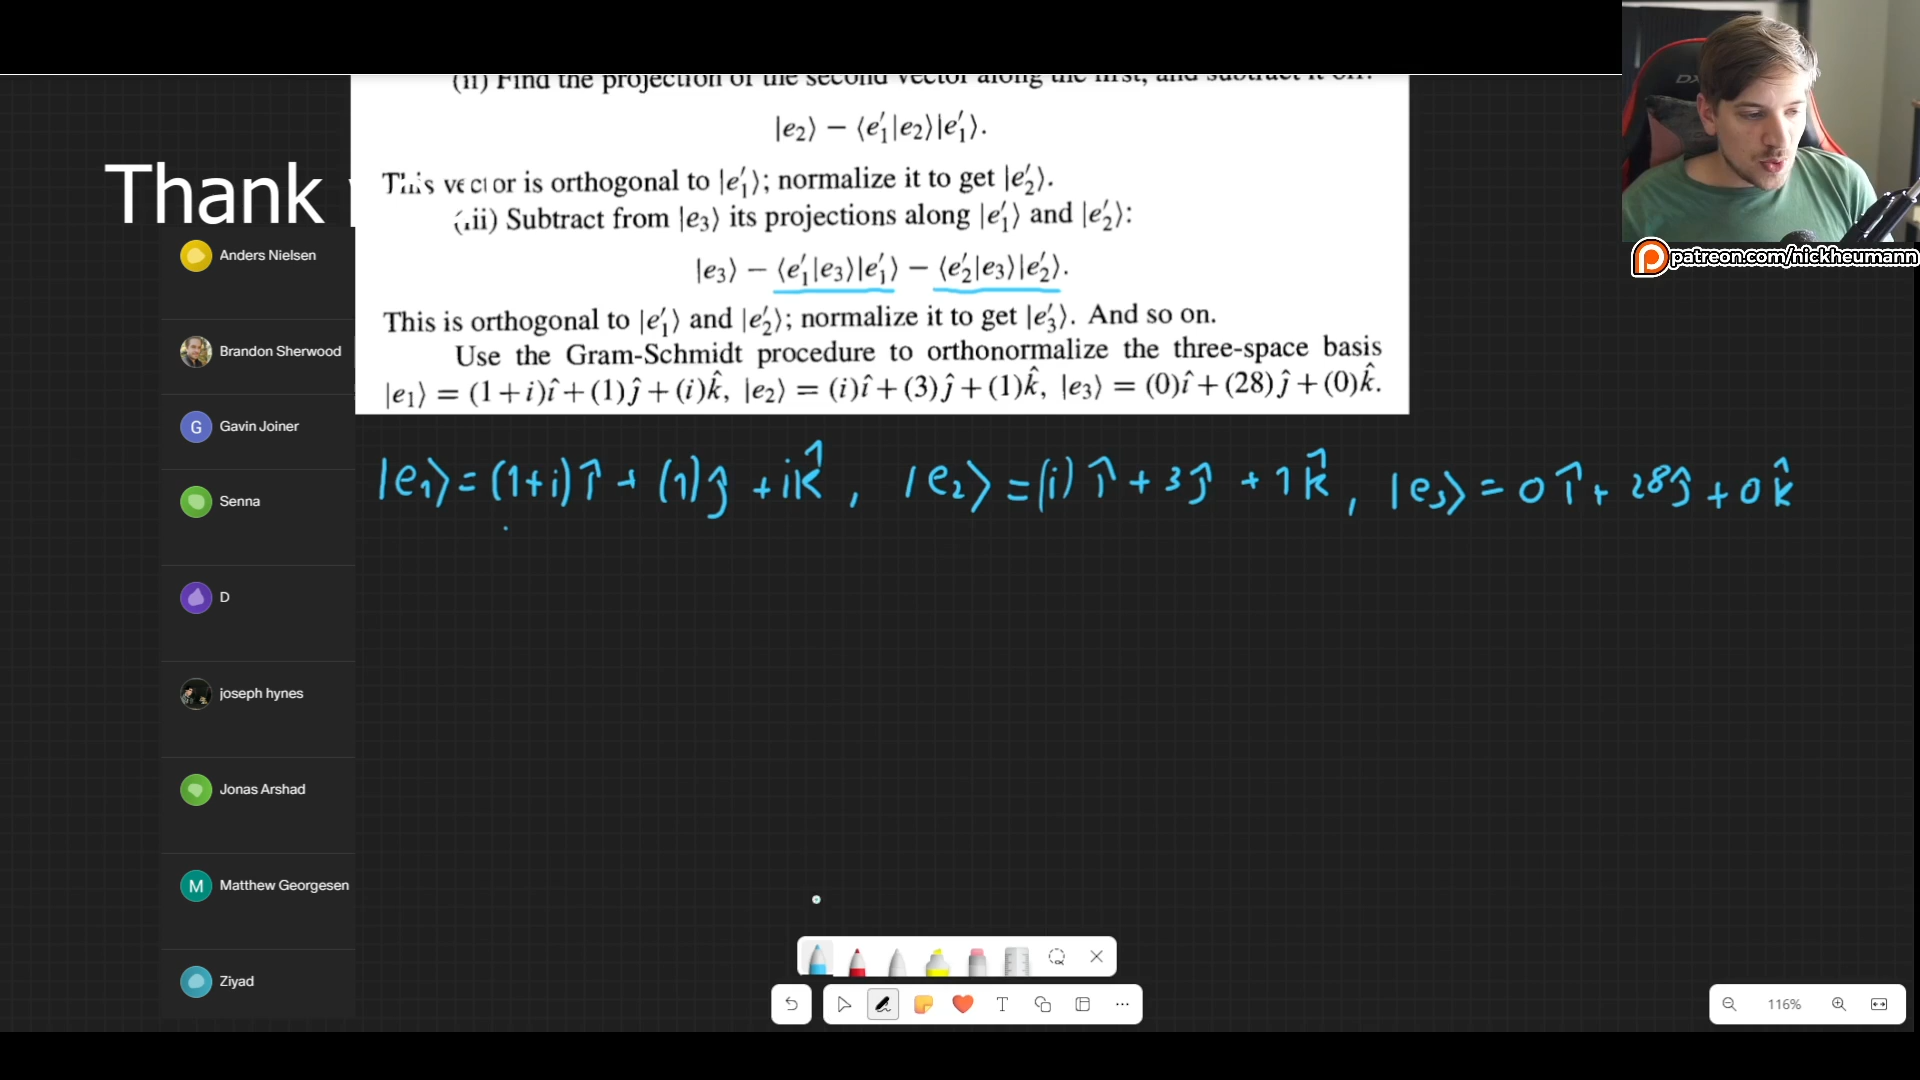 (ii) Find the projection of the second vector along the first, and subtract it off:
|e₂⟩ − ⟨e′₁|e₂⟩|e′₁⟩.
This vector is orthogonal to |e′₁⟩; normalize it to get |e′₂⟩.
(iii) Subtract from |e₃⟩ its projections along |e′₁⟩ and |e′₂⟩:
|e₃⟩ − ⟨e′₁|e₃⟩|e′₁⟩ − ⟨e′₂|e₃⟩|e′₂⟩.
This is orthogonal to |e′₁⟩ and |e′₂⟩; normalize it to get |e′₃⟩. And so on.
Use the Gram-Schmidt procedure to orthonormalize the three-space basis
|e₁⟩ = (1 + i)î + (1)ĵ + (i)k̂, |e₂⟩ = (i)î + (3)ĵ + (1)k̂, |e₃⟩ = (0)î + (28)ĵ + (0)k̂.
|e₁⟩ = (1+i)î + (1)ĵ + ik̂ , |e₂⟩ = (i)î + 3ĵ + 1k̂ , |e₃⟩ = 0î + 28ĵ + 0k̂
Thank
Anders Nielsen
Brandon Sherwood
G Gavin Joiner
Senna
D
joseph hynes
Jonas Arshad
M Matthew Georgesen
Ziyad
patreon.com/nickheumann
DX
T
116%